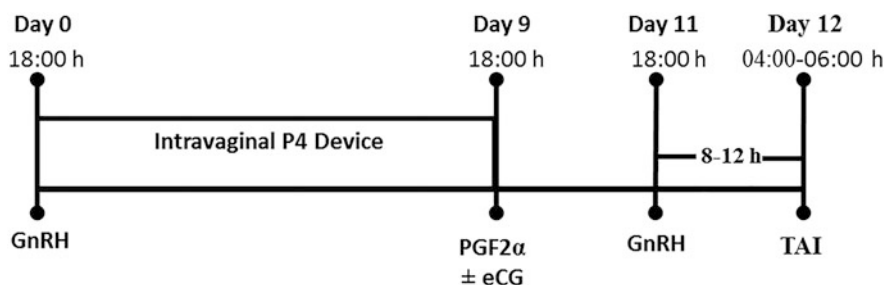 Day 0
18:00 h
Day 9
18:00 h
Day 11
18:00 h
Day 12
04:00-06:00 h
Intravaginal P4 Device
8-12 h
GnRH
PGF2α
± eCG
GnRH
TAI